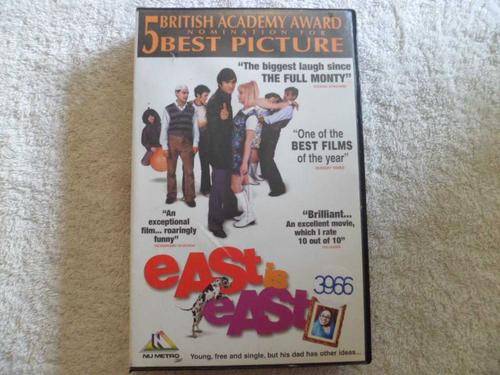 5 BRITISH ACADEMY AWARD
NOMINATION FOR
BEST PICTURE
"The biggest laugh since
THE FULL MONTY"
"One of the
BEST FILMS
of the year"
"An
exceptional
film... roaringly
funny"
"Brilliant...
An excellent movie,
which I rate
10 out of 10"
eAST is
eAST
3966
NU METRO
Young, free and single, but his dad has other ideas...